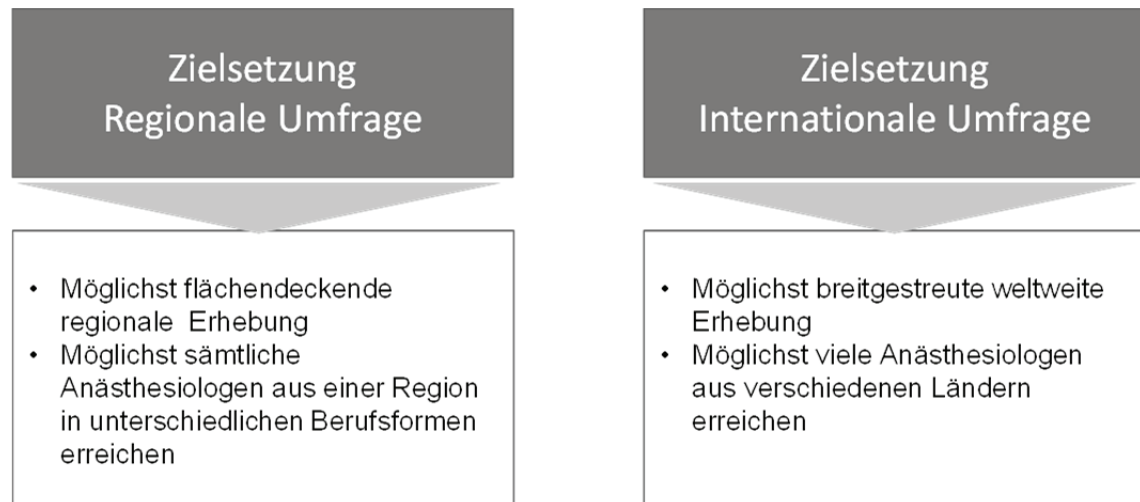 Zielsetzung
Regionale Umfrage
• Möglichst flächendeckende
regionale Erhebung
• Möglichst sämtliche
Anästhesiologen aus einer Region
in unterschiedlichen Berufsformen
erreichen
Zielsetzung
Internationale Umfrage
• Möglichst breitgestreute weltweite
Erhebung
• Möglichst viele Anästhesiologen
aus verschiedenen Ländern
erreichen